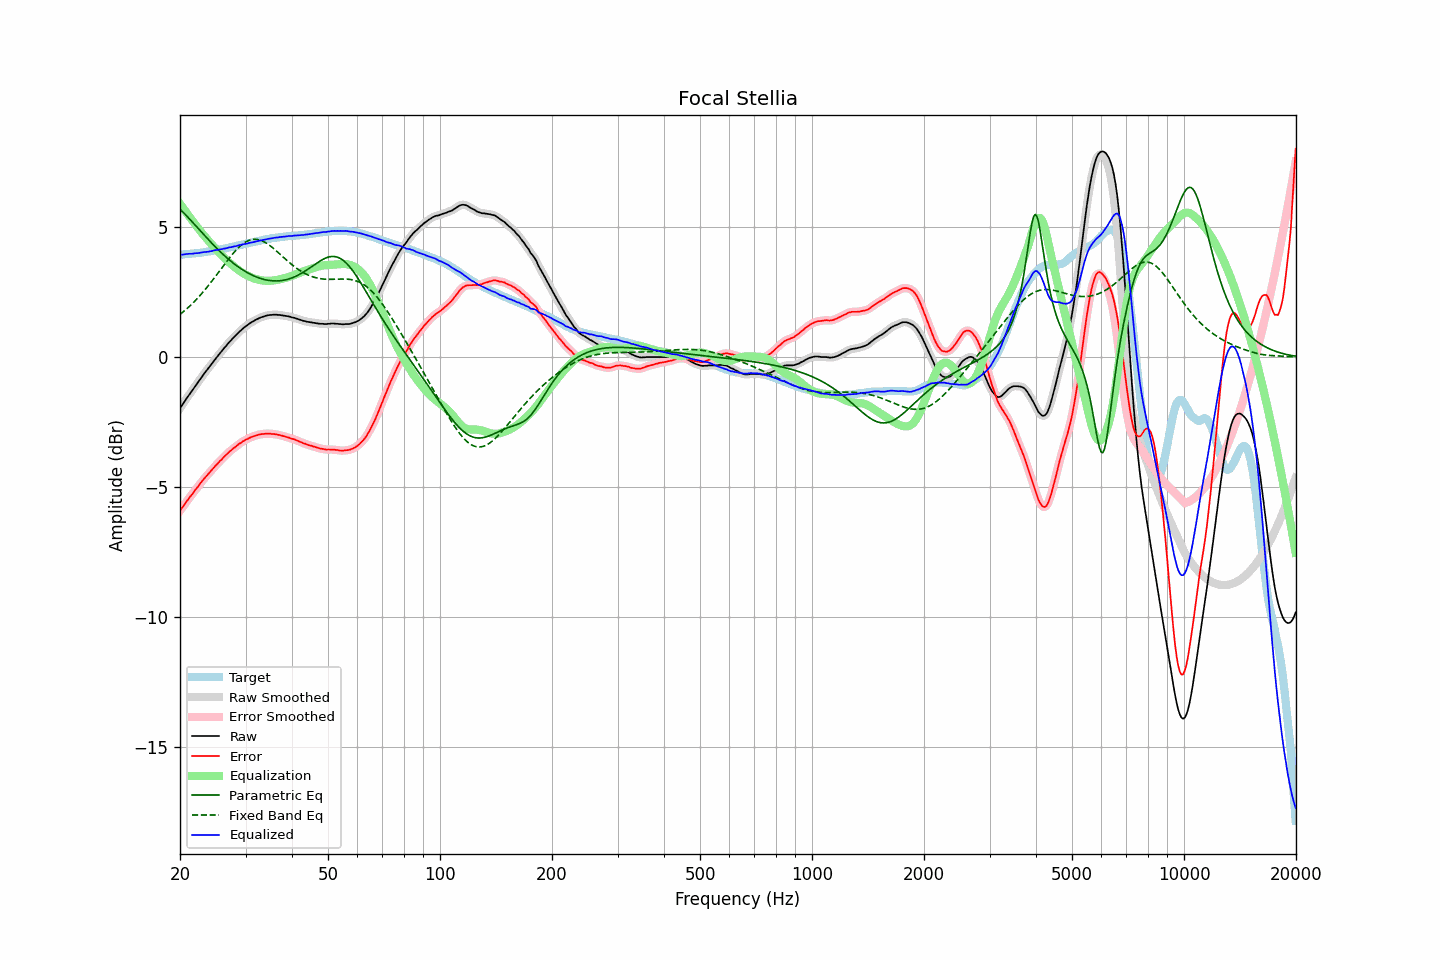 Focal Stellia
Amplitude (dBr)
5
0
−5
−10
−15
Target
Raw Smoothed
Error Smoothed
Raw
Error
Equalization
Parametric Eq
Fixed Band Eq
Equalized
20 50 100 200 500 1000 2000 5000 10000 20000
Frequency (Hz)